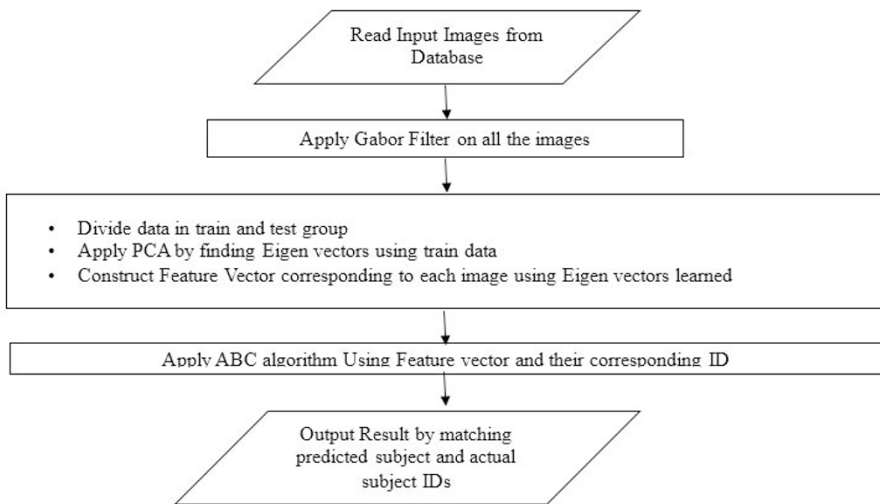 Read Input Images from
Database
Apply Gabor Filter on all the images
• Divide data in train and test group
• Apply PCA by finding Eigen vectors using train data
• Construct Feature Vector corresponding to each image using Eigen vectors learned
Apply ABC algorithm Using Feature vector and their corresponding ID
Output Result by matching
predicted subject and actual
subject IDs